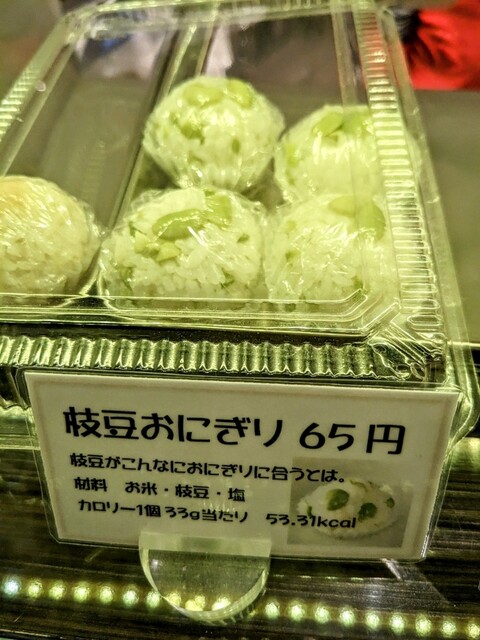 枝豆おにぎり 65円
枝豆がこんなにおにぎりに合うとは。
材料 お米・枝豆・塩
カロリー1個33g当たり 53.31kcal